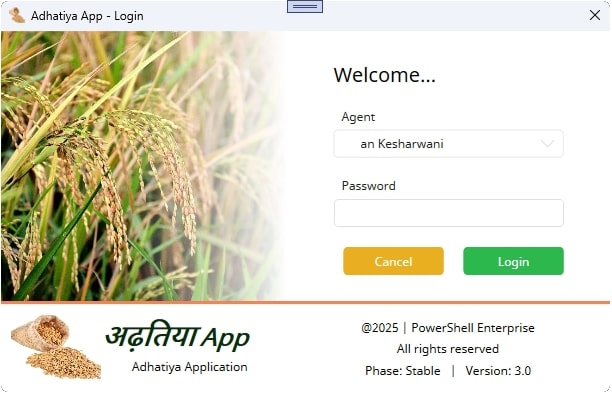 Adhatiya App - Login
Welcome...
Agent
an Kesharwani
Password
Cancel Login
अढ़तिया App
Adhatiya Application
@2025 | PowerShell Enterprise
All rights reserved
Phase: Stable | Version: 3.0